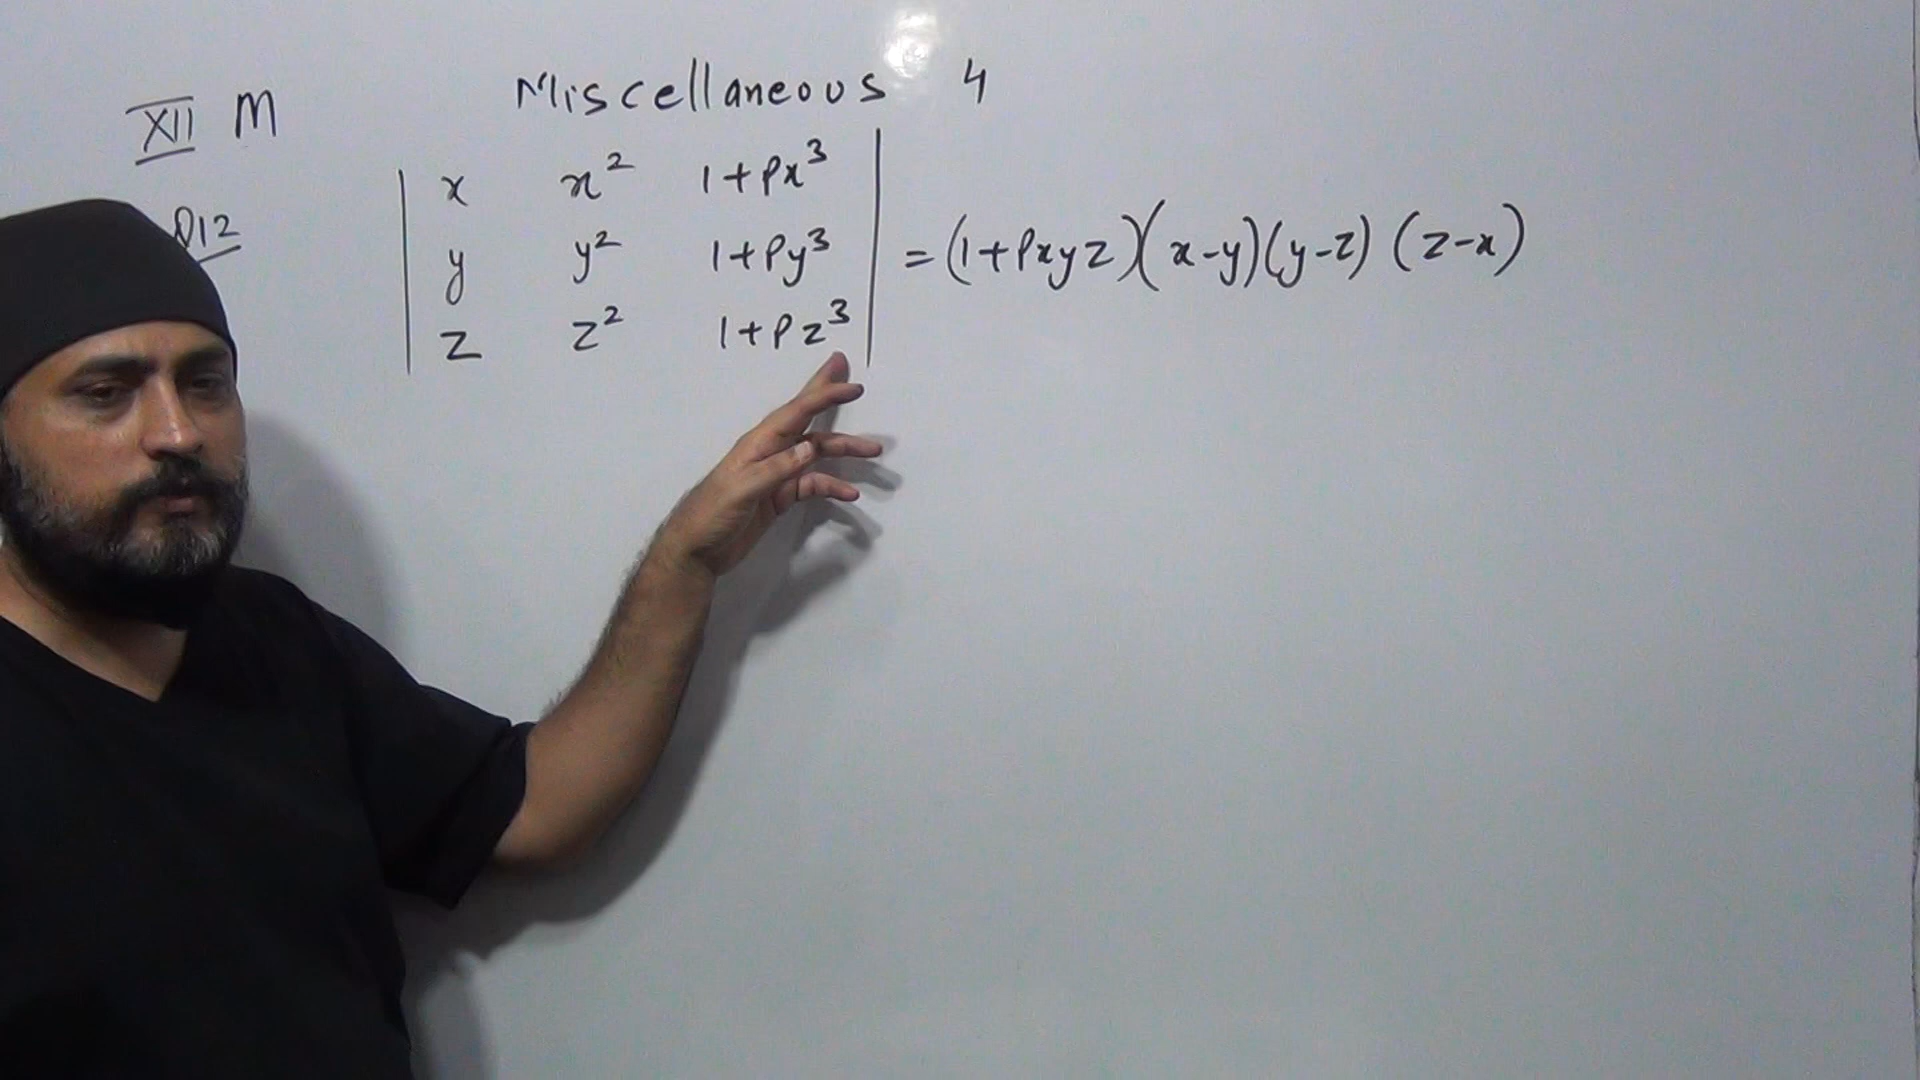 XII M Miscellaneous 4
Q12
| x x² 1+px³ |
| y y² 1+py³ | = (1+pxyz)(x-y)(y-z) (z-x)
| z z² 1+pz³ |